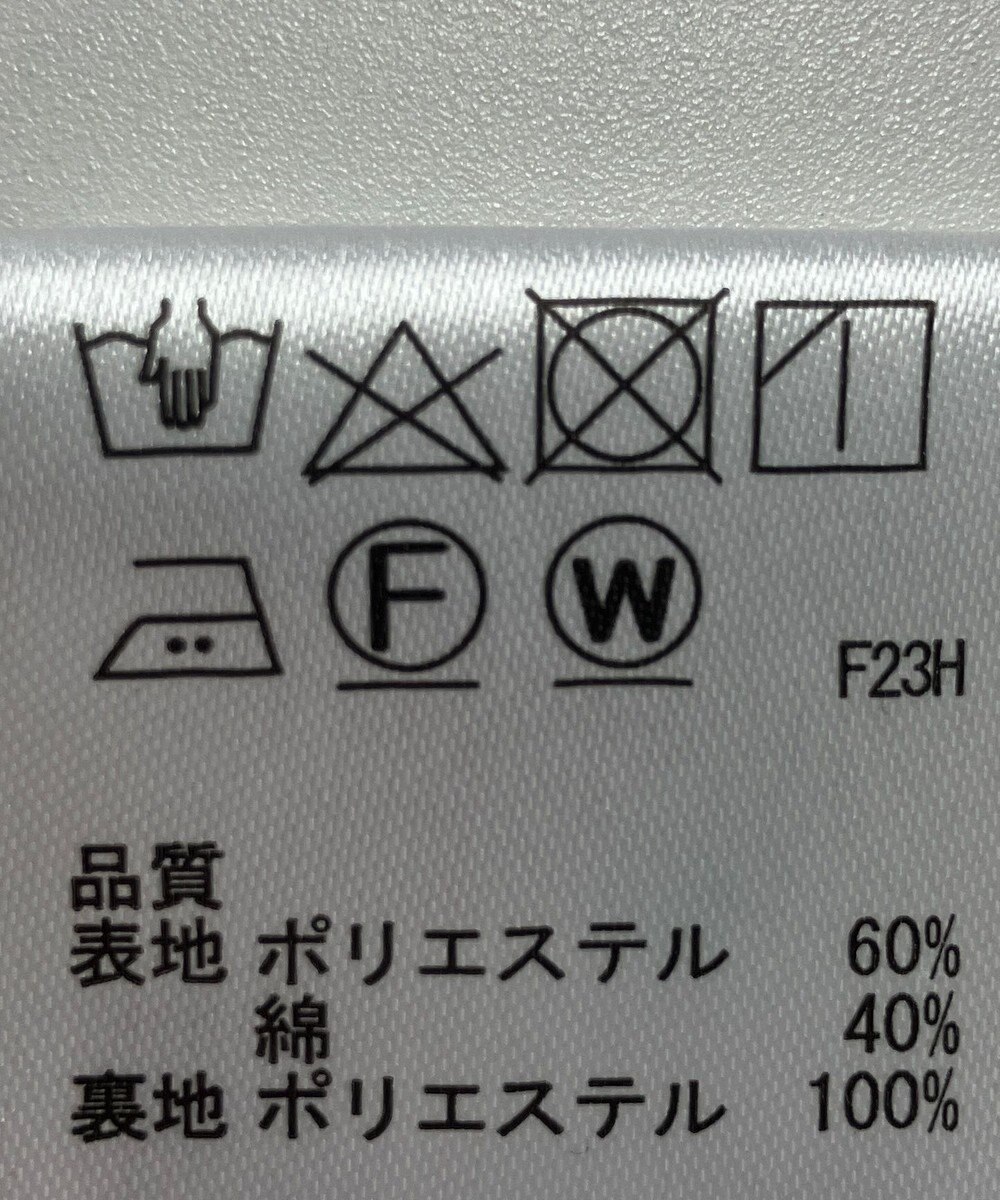 F W
F23H
品質
表地 ポリエステル 60%
綿 40%
裏地 ポリエステル 100%